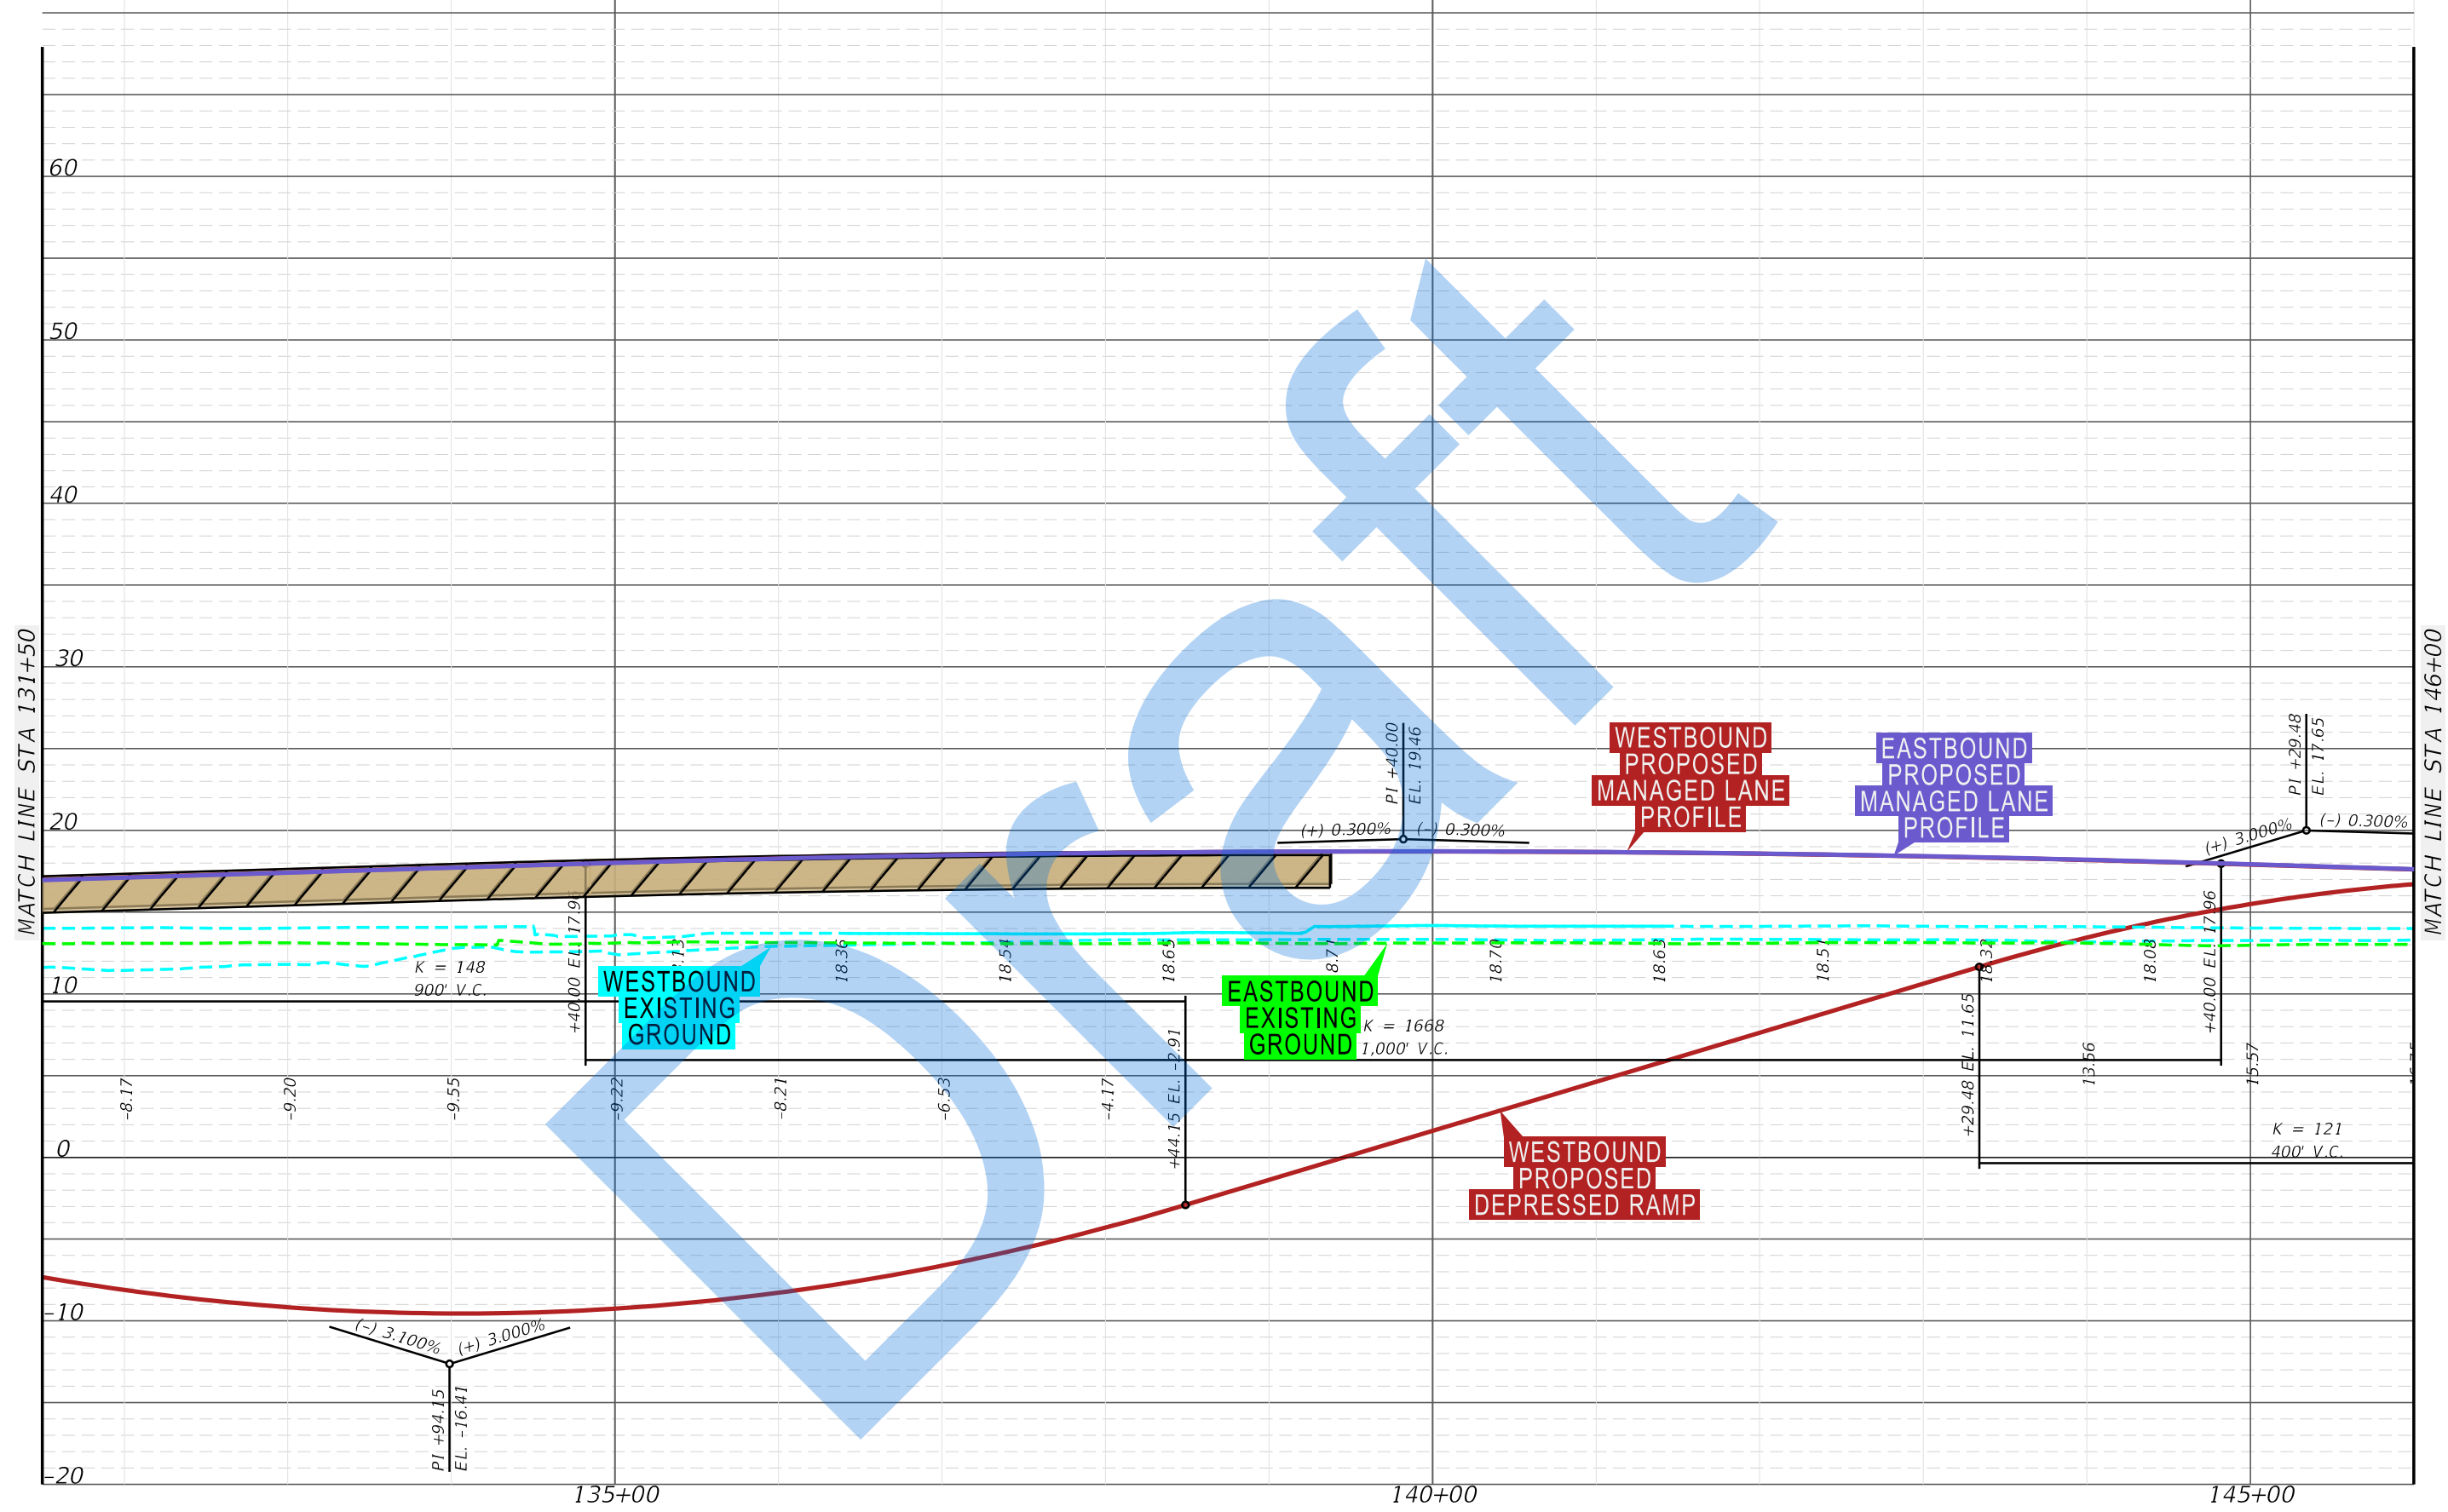 60
50
40
30
20
10
0
-10
-20
MATCH LINE STA 131+50
MATCH LINE STA 146+00
Draft
PI +40.00
EL. 19.46
(+) 0.300%
(-) 0.300%
WESTBOUND
PROPOSED
MANAGED LANE
PROFILE
EASTBOUND
PROPOSED
MANAGED LANE
PROFILE
PI +29.48
EL. 17.65
(+) 3.000%
(-) 0.300%
K = 148
900' V.C.
+40.00 EL 17.96
WESTBOUND
EXISTING
GROUND
18.36
18.54
18.65
18.70
18.63
18.51
18.32
18.08
EASTBOUND
EXISTING
GROUND
K = 1668
1,000' V.C.
+44.15 EL. -2.91
+29.48 EL. 11.65
+40.00 EL. 17.96
-8.17
-9.20
-9.55
-9.22
-8.21
-6.53
-4.17
13.56
15.57
K = 121
400' V.C.
WESTBOUND
PROPOSED
DEPRESSED RAMP
(-) 3.100%
(+) 3.000%
PI +94.15
EL. -16.41
135+00
140+00
145+00